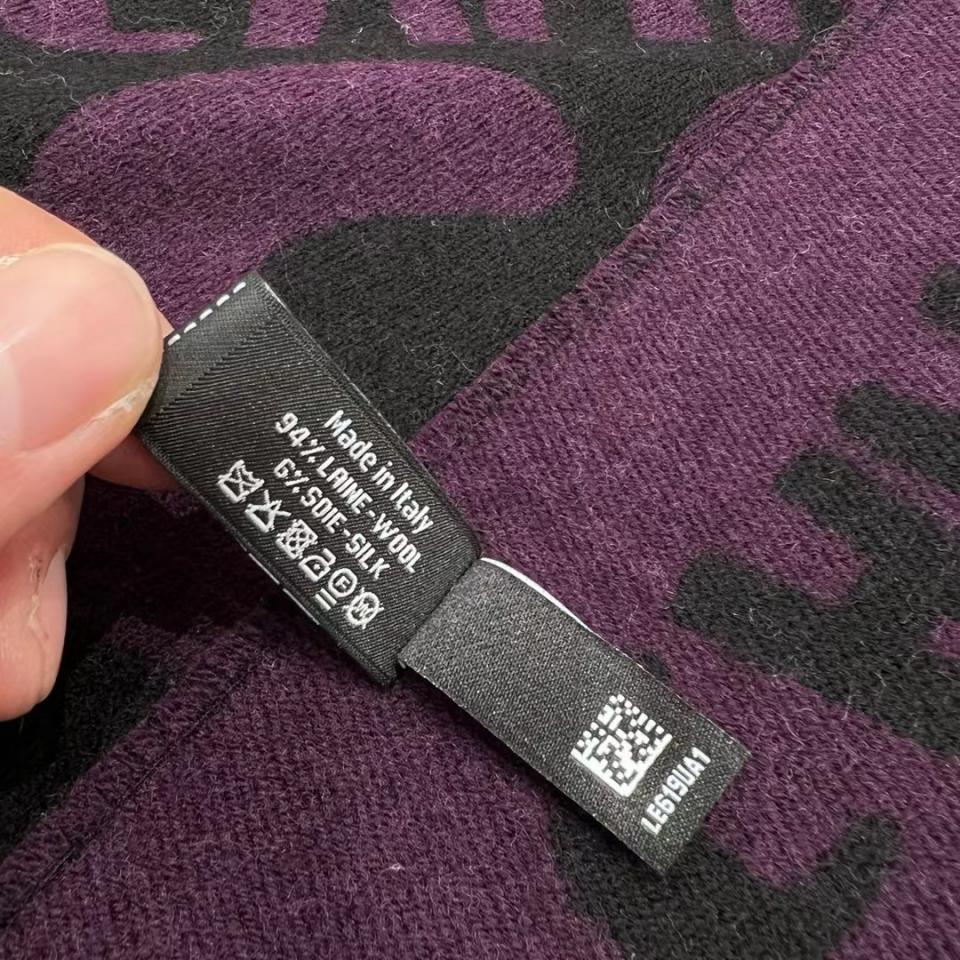 Made in Italy
94% LAINE-WOOL
6% SOIE-SILK
LE619UA1